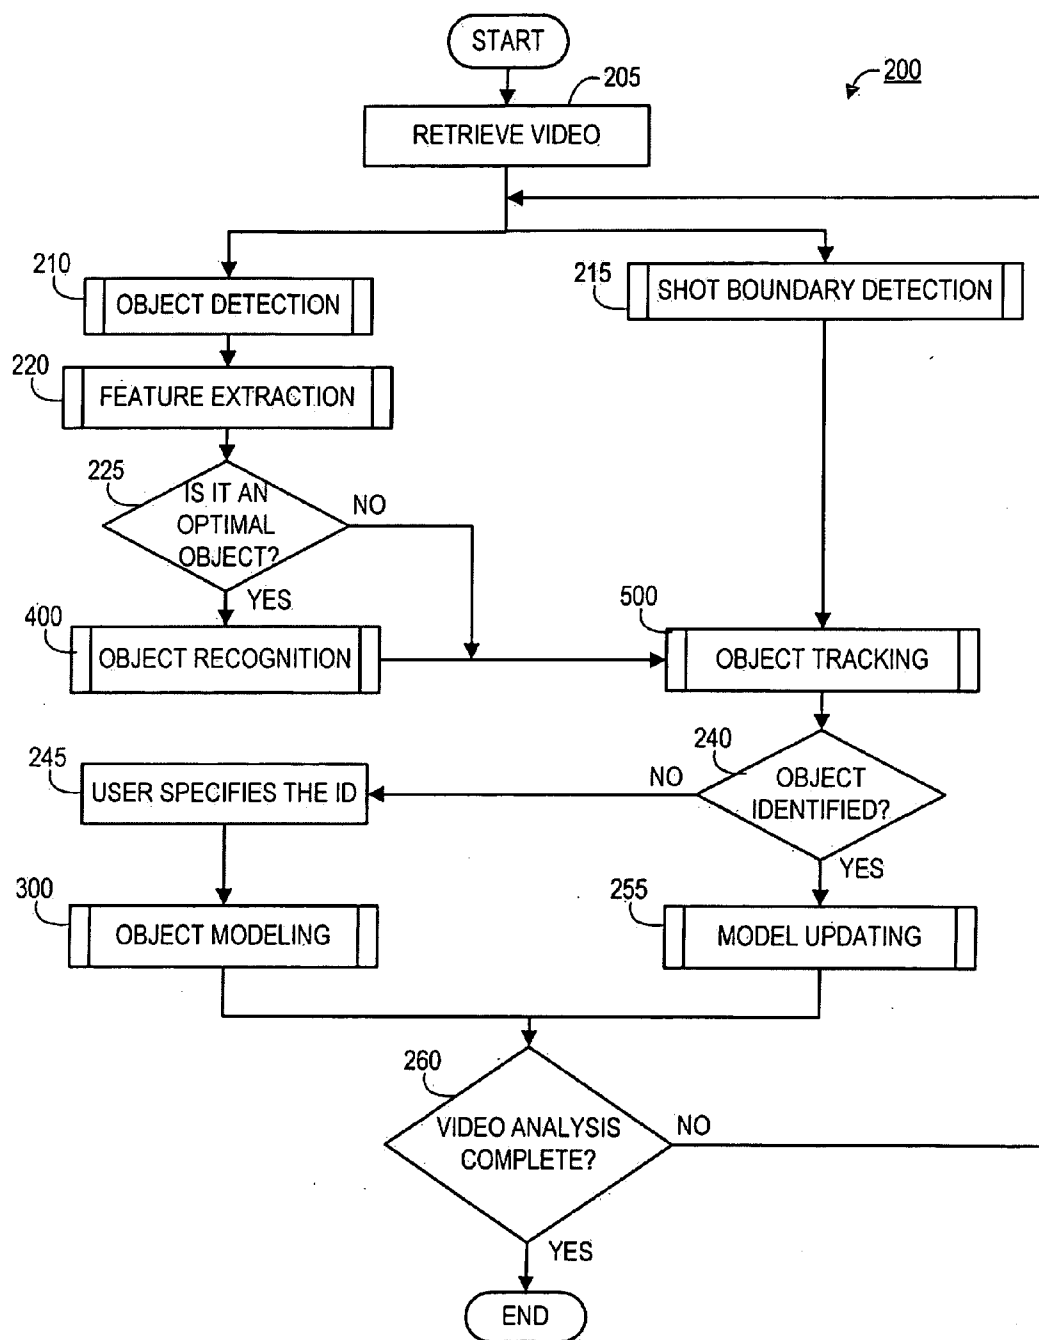 START
205
200
RETRIEVE VIDEO
210
OBJECT DETECTION
215
SHOT BOUNDARY DETECTION
220
FEATURE EXTRACTION
225
IS IT AN
OPTIMAL
OBJECT?
NO
YES
400
OBJECT RECOGNITION
500
OBJECT TRACKING
240
OBJECT
IDENTIFIED?
NO
YES
245
USER SPECIFIES THE ID
300
OBJECT MODELING
255
MODEL UPDATING
260
VIDEO ANALYSIS
COMPLETE?
NO
YES
END